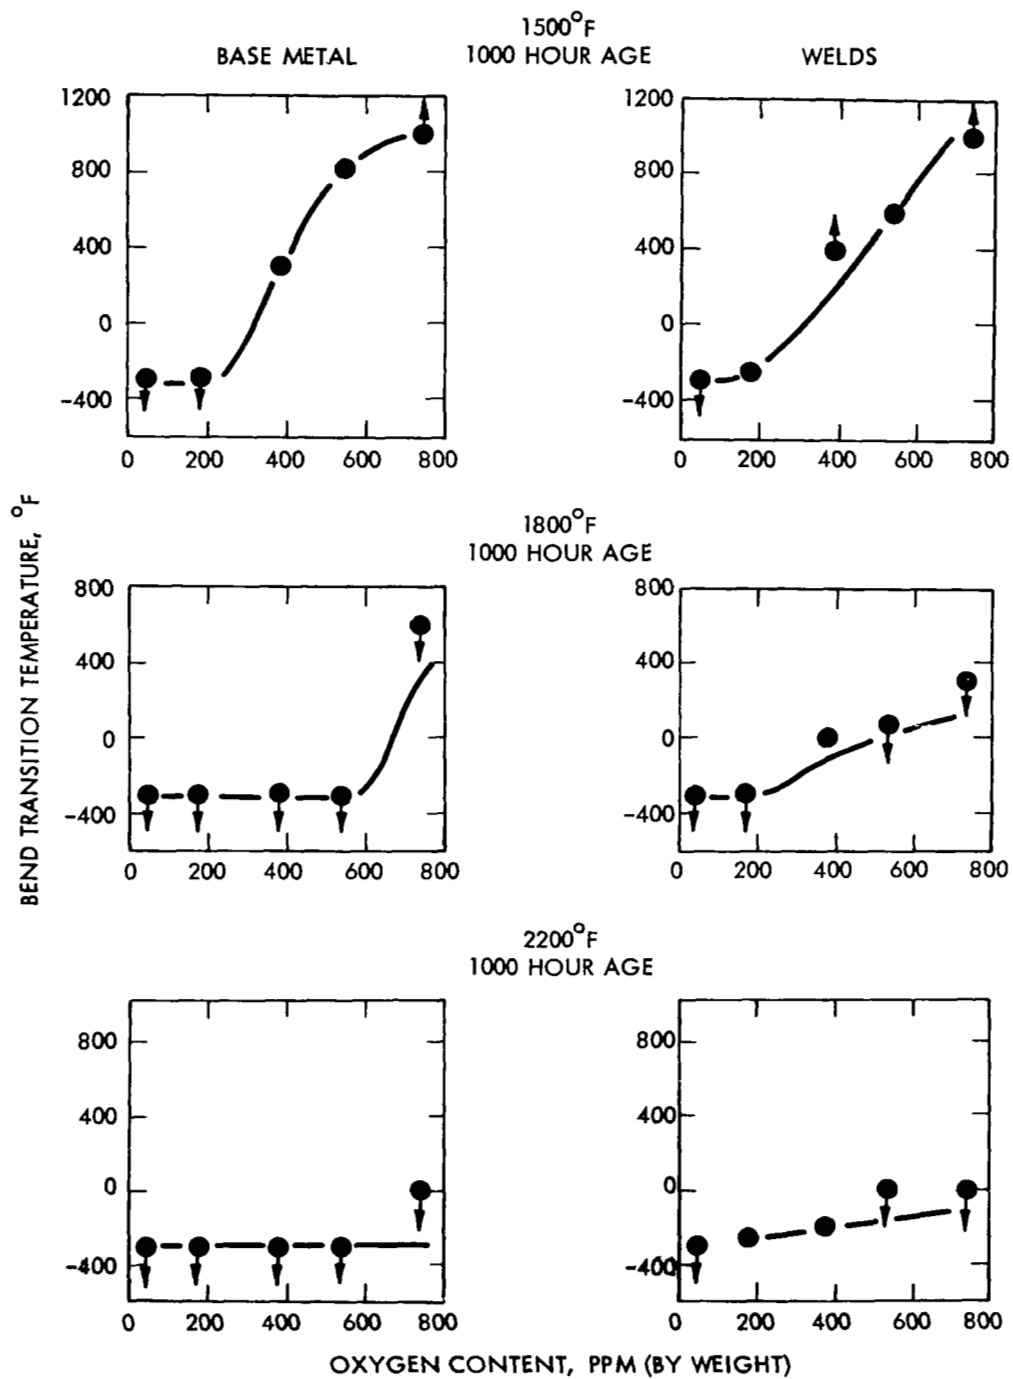 1500°F
BASE METAL 1000 HOUR AGE WELDS
1200
800
400
0
-400
0 200 400 600 800
1200
800
400
0
-400
0 200 400 600 800
BEND TRANSITION TEMPERATURE, °F
1800°F
1000 HOUR AGE
800
400
0
-400
0 200 400 600 800
800
400
0
-400
0 200 400 600 800
2200°F
1000 HOUR AGE
800
400
0
-400
0 200 400 600 800
800
400
0
-400
0 200 400 600 800
OXYGEN CONTENT, PPM (BY WEIGHT)